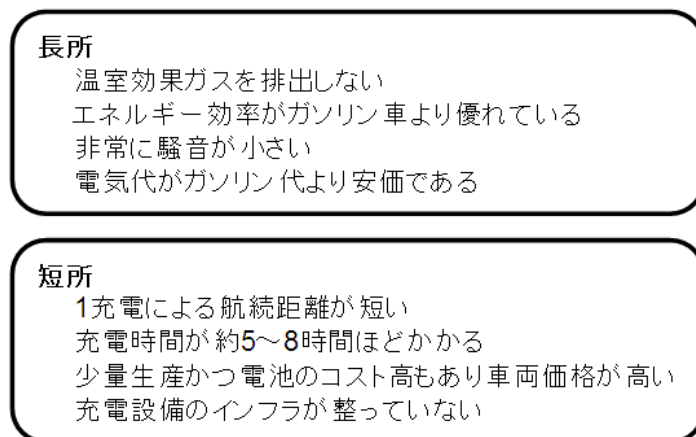 長所
温室効果ガスを排出しない
エネルギー効率がガソリン車より優れている
非常に騒音が小さい
電気代がガソリン代より安価である
短所
1充電による航続距離が短い
充電時間が約5～8時間ほどかかる
少量生産かつ電池のコスト高もあり車両価格が高い
充電設備のインフラが整っていない